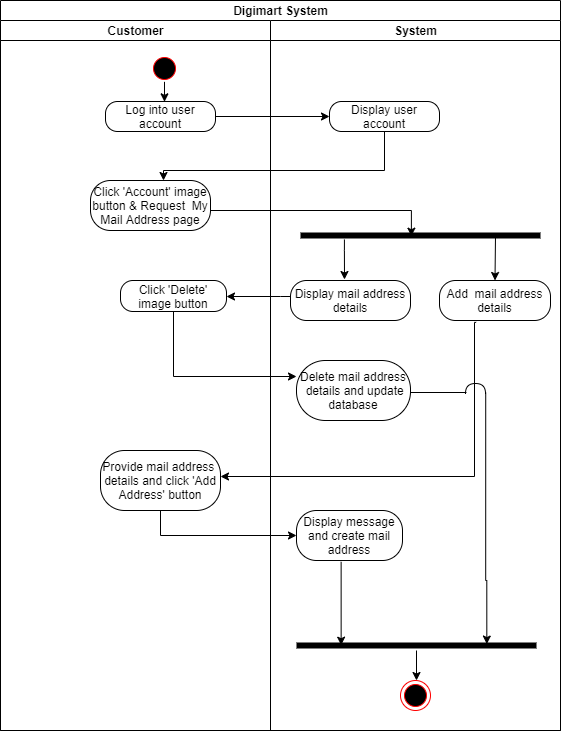 Digimart System
Customer
System
Log into user
account
Display user
account
Click 'Account' image
button & Request My
Mail Address page
Click 'Delete'
image button
Display mail address
details
Add mail address
details
Delete mail address
details and update
database
Provide mail address
details and click 'Add
Address' button
Display message
and create mail
address